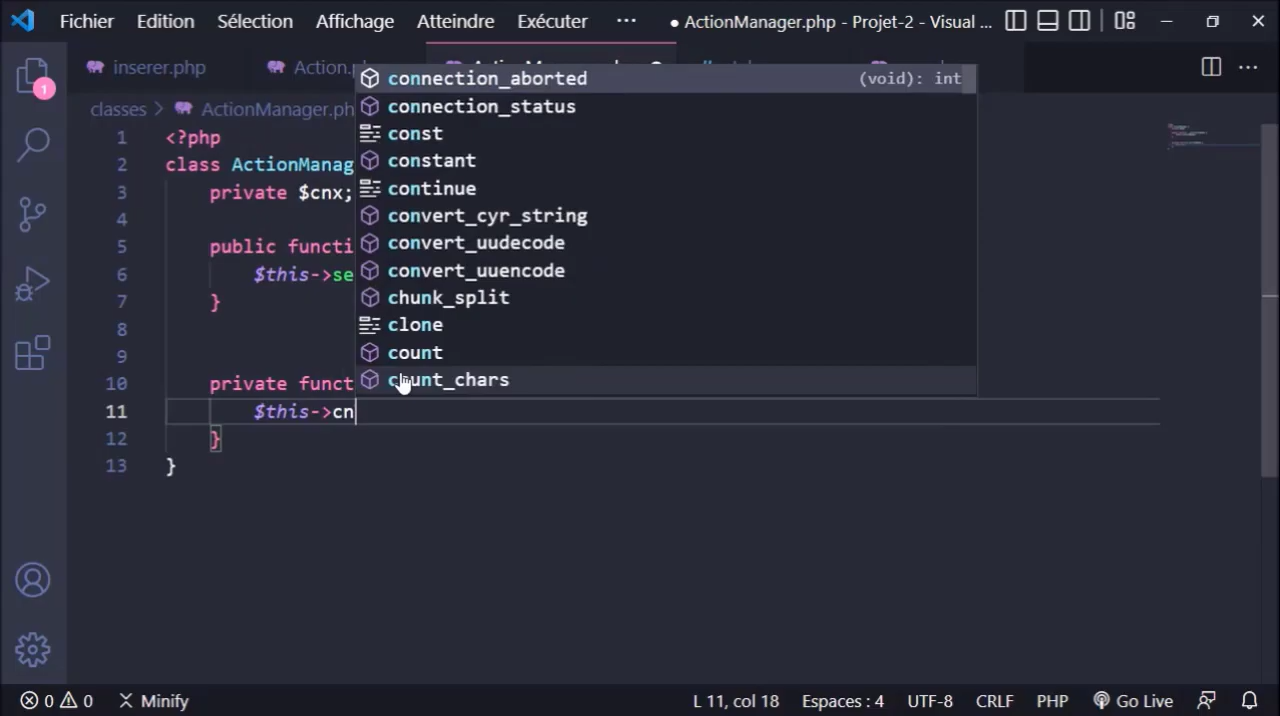 Fichier Edition Sélection Affichage Atteindre Exécuter ··· ● ActionManager.php - Projet-2 - Visual ...
inserer.php Action.
1
classes > ActionManager.ph
1 <?php
2 class ActionManag
3 private $cnx;
4
5 public functi
6 $this->se
7 }
8
9
10 private funct
11 $this->cn
12 }
13 }
connection_aborted (void): int
connection_status
const
constant
continue
convert_cyr_string
convert_uudecode
convert_uuencode
chunk_split
clone
count
count_chars
0 0 Minify L 11, col 18 Espaces : 4 UTF-8 CRLF PHP Go Live